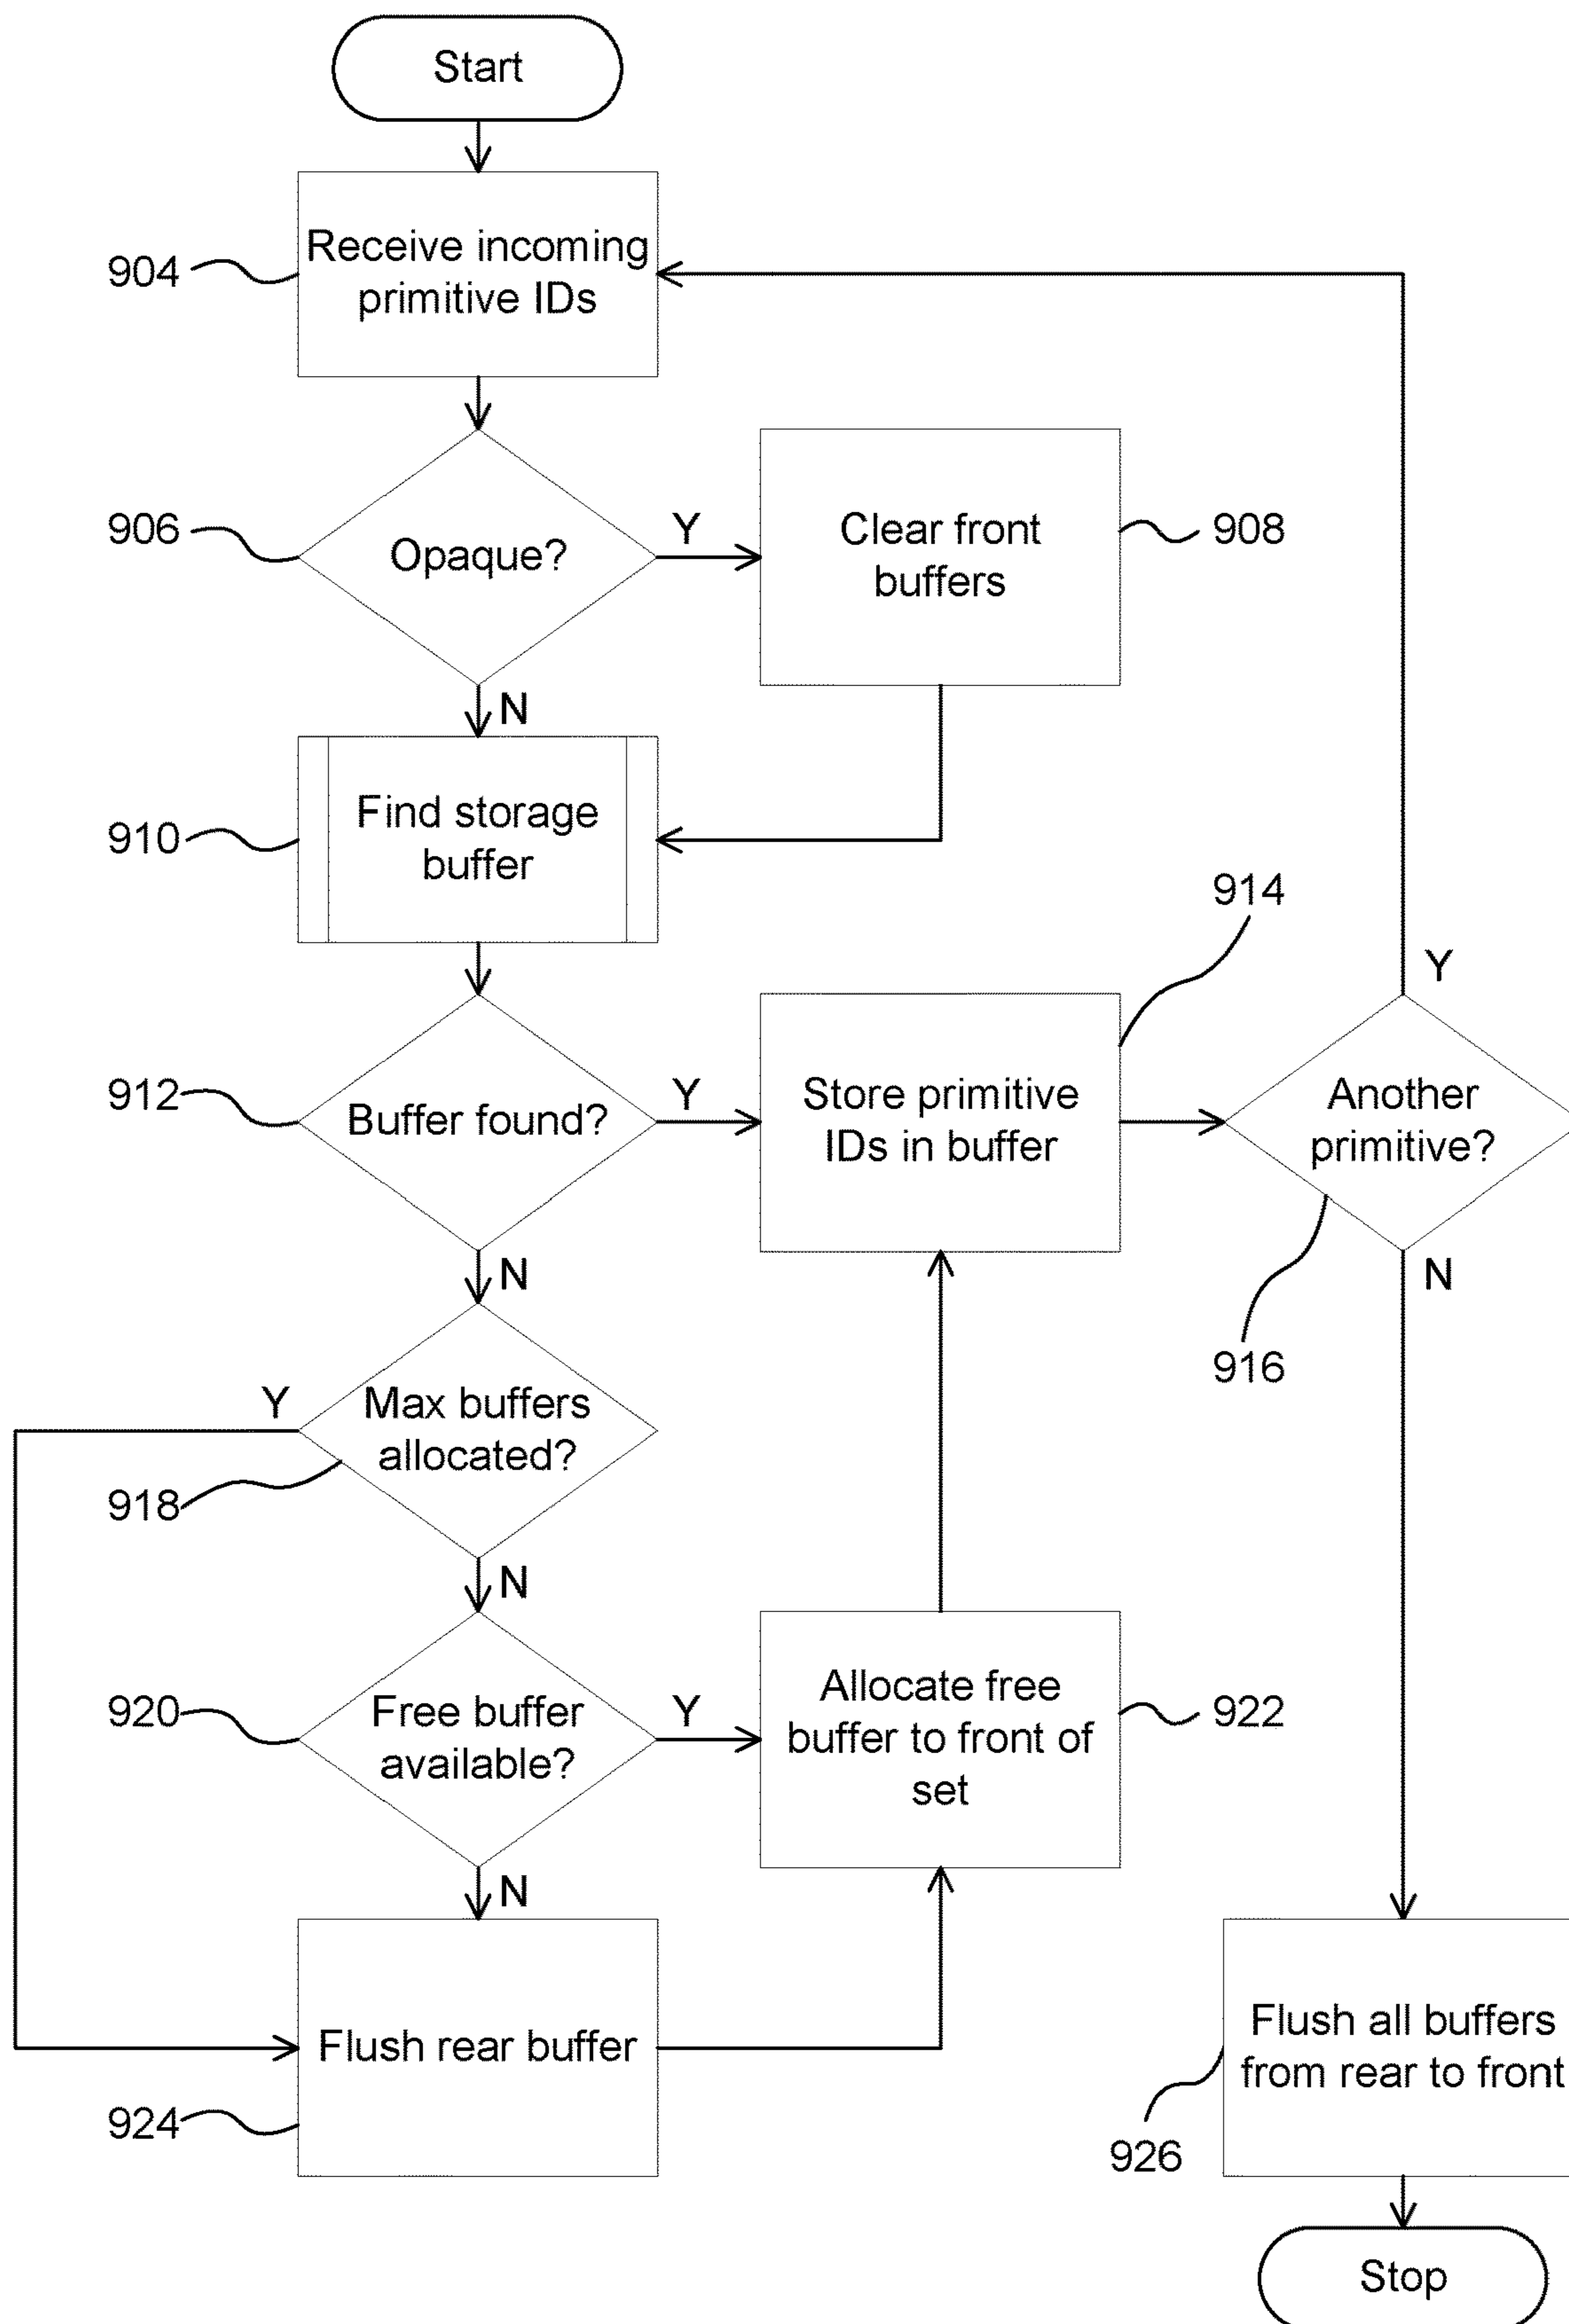 Start
904
Receive incoming
primitive IDs
906
Opaque?
Y
Clear front
buffers
908
N
910
Find storage
buffer
914
912
Buffer found?
Y
Store primitive
IDs in buffer
Y
Another
primitive?
N
N
916
Y
Max buffers
allocated?
918
N
920
Free buffer
available?
Y
Allocate free
buffer to front of
set
922
N
Flush rear buffer
924
Flush all buffers
from rear to front
926
Stop